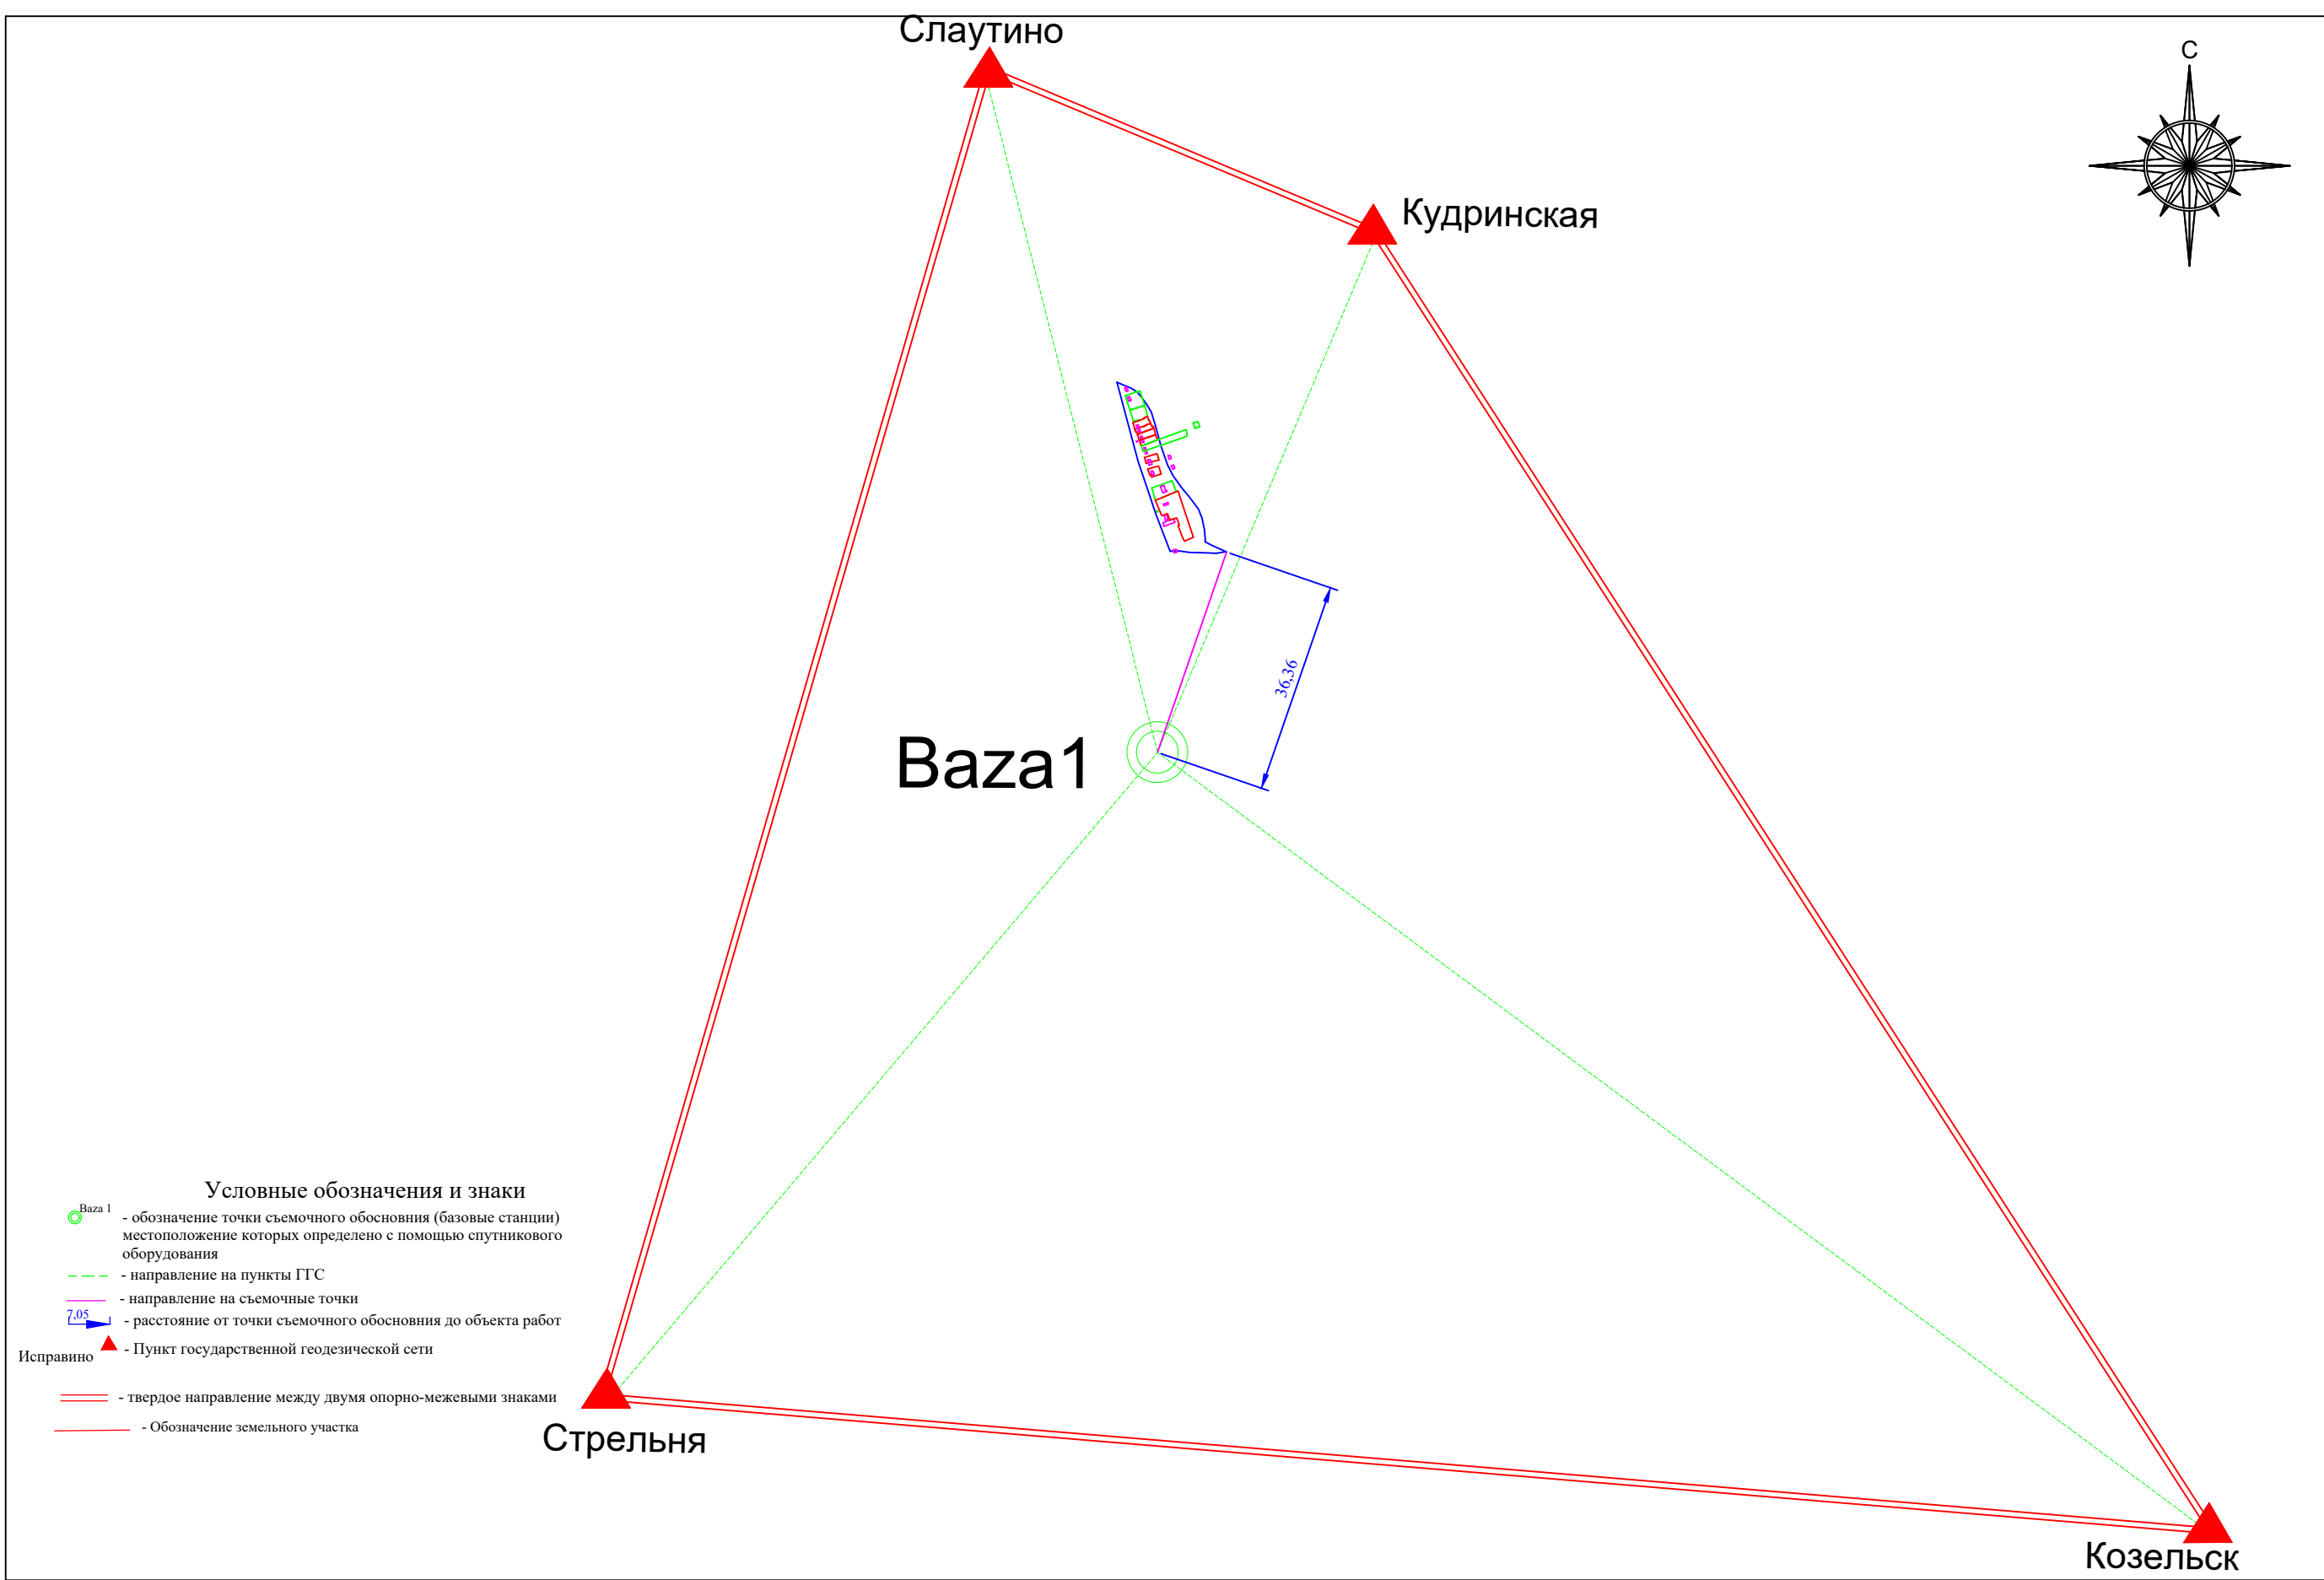 Слаутино
С
Кудринская
36,36
Baza1
Условные обозначения и знаки
Baza 1
- обозначение точки съемочного обосновния (базовые станции)
местоположение которых определено с помощью спутникового
оборудования
- направление на пункты ГГС
- направление на съемочные точки
7,05
- расстояние от точки съемочного обосновния до объекта работ
- Пункт государственной геодезической сети
Исправино
- твердое направление между двумя опорно-межевыми знаками
- Обозначение земельного участка
Стрельня
Козельск